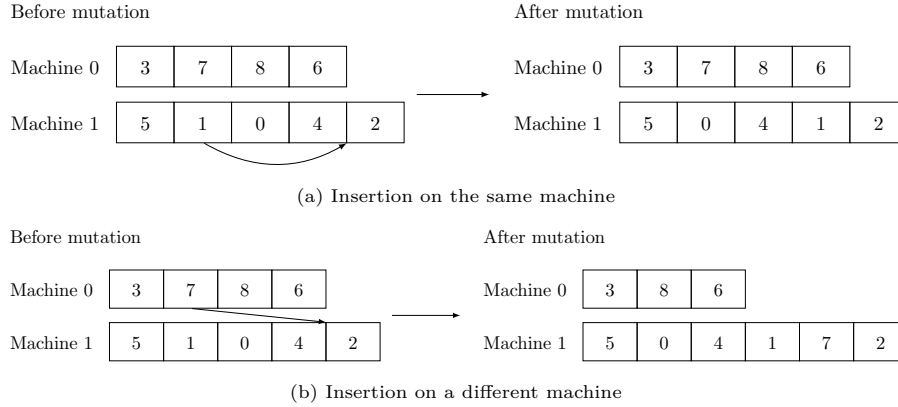 Before mutation After mutation
Machine 0 3 7 8 6 Machine 0 3 7 8 6
Machine 1 5 1 0 4 2 Machine 1 5 0 4 1 2
(a) Insertion on the same machine
Before mutation After mutation
Machine 0 3 7 8 6 Machine 0 3 8 6
Machine 1 5 1 0 4 2 Machine 1 5 0 4 1 7 2
(b) Insertion on a different machine